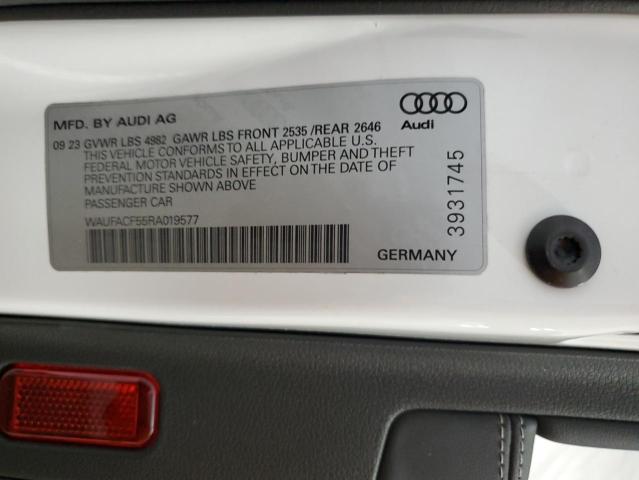 MFD. BY AUDI AG
09 23 GVWR LBS 4982 GAWR LBS FRONT 2535 /REAR 2646
THIS VEHICLE CONFORMS TO ALL APPLICABLE U.S.
FEDERAL MOTOR VEHICLE SAFETY, BUMPER AND THEFT
PREVENTION STANDARDS IN EFFECT ON THE DATE OF
MANUFACTURE SHOWN ABOVE
PASSENGER CAR
WAUFACF55RA019577
GERMANY
Audi
3931745